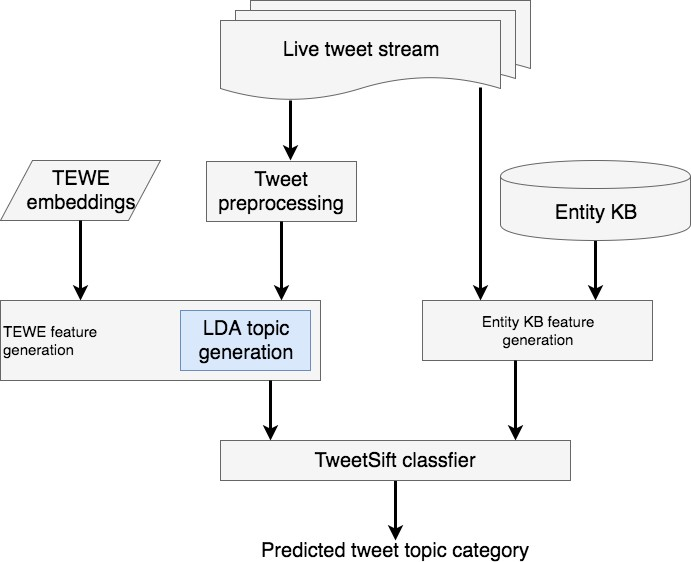 Live tweet stream
TEWE
embeddings
Tweet
preprocessing
Entity KB
TEWE feature
generation
LDA topic
generation
Entity KB feature
generation
TweetSift classfier
Predicted tweet topic category